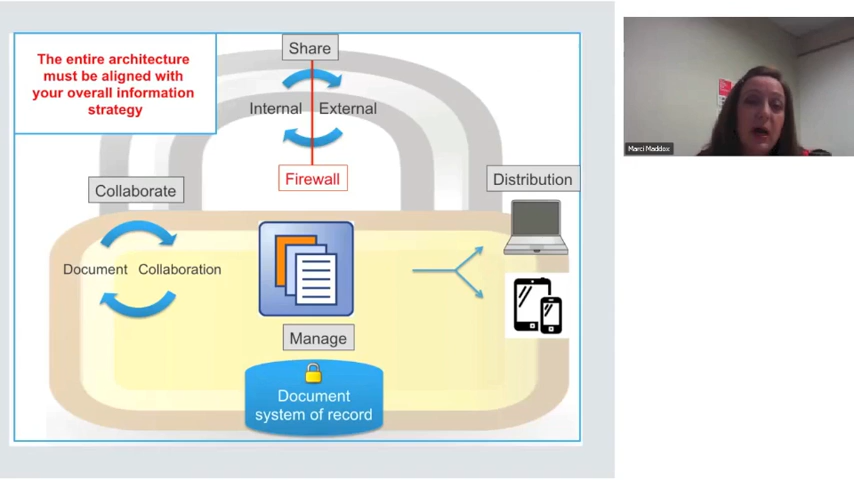 The entire architecture
must be aligned with
your overall information
strategy
Share
Internal External
Firewall
Collaborate
Document Collaboration
Distribution
Manage
Document
system of record
Marci Maddox